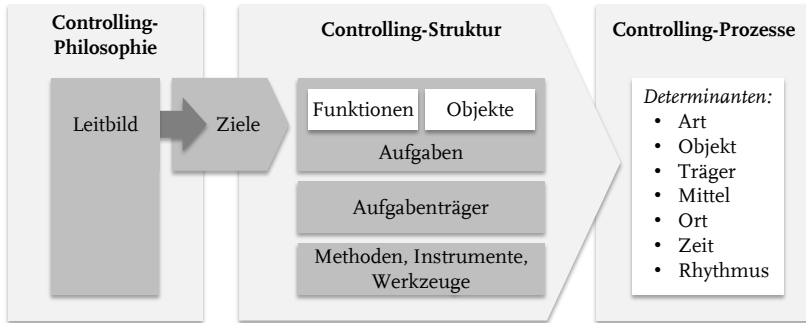 Controlling-
Philosophie
Leitbild
Ziele
Controlling-Struktur
Funktionen
Objekte
Aufgaben
Aufgabenträger
Methoden, Instrumente,
Werkzeuge
Controlling-Prozesse
Determinanten:
• Art
• Objekt
• Träger
• Mittel
• Ort
• Zeit
• Rhythmus